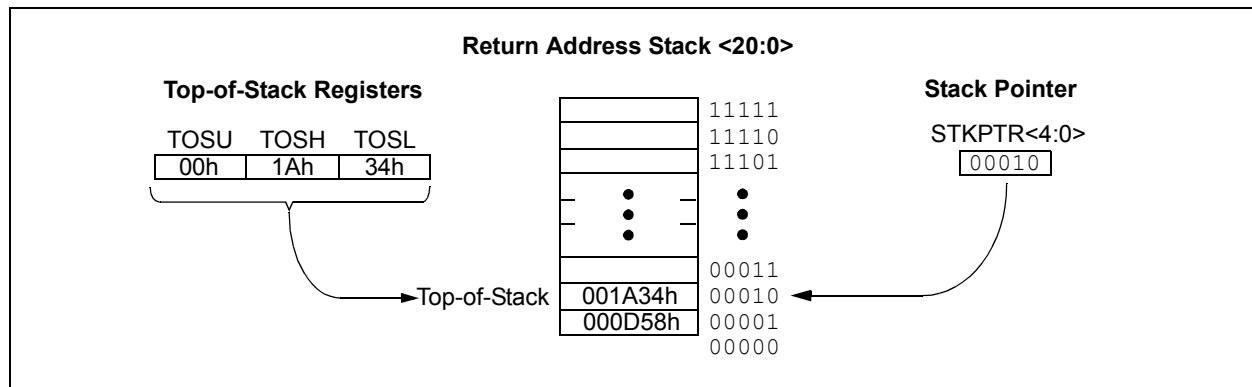 Return Address Stack <20:0>
Top-of-Stack Registers
Stack Pointer
TOSU TOSH TOSL
00h 1Ah 34h
STKPTR<4:0>
00010
11111
11110
11101
00011
Top-of-Stack 001A34h 00010
000D58h 00001
00000